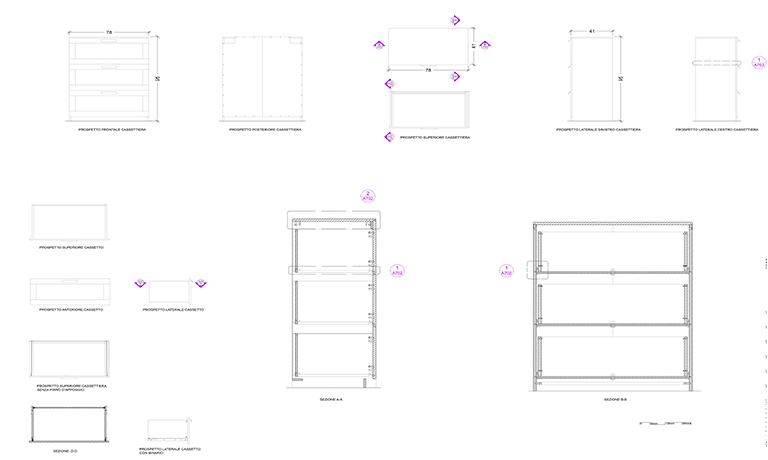 78
PROSPETTO FRONTALE CASSETTIERA
PROSPETTO POSTERIORE CASSETTIERA
78
41
PROSPETTO SUPERIORE CASSETTIERA
41
95
PROSPETTO LATERALE SINISTRO CASSETTIERA
1
A702
PROSPETTO LATERALE DESTRO CASSETTIERA
PROSPETTO SUPERIORE CASSETTO
PROSPETTO ANTERIORE CASSETTO
PROSPETTO LATERALE CASSETTO
PROSPETTO SUPERIORE CASSETTIERA
SENZA PIANO D'APPOGGIO
SEZIONE D-D
PROSPETTO LATERALE CASSETTO
CON BINARIO
2
A702
1
A702
SEZIONE A-A
1
A702
SEZIONE B-B